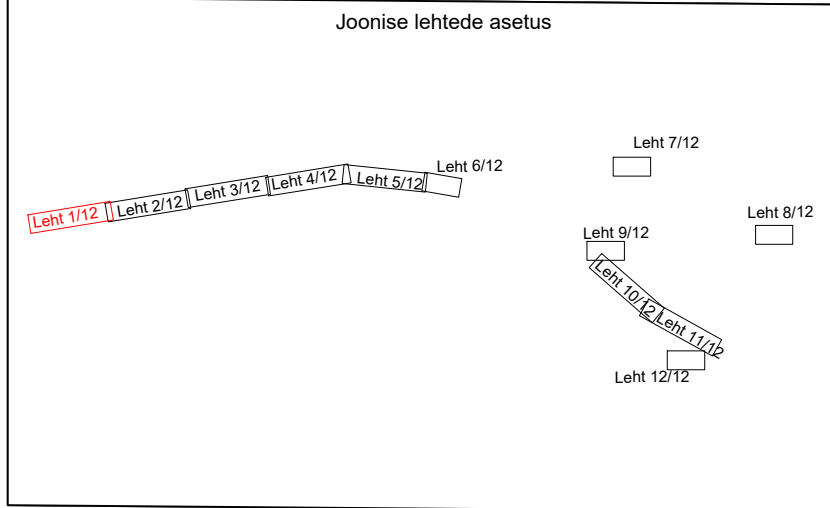 Joonise lehtede asetus
Leht 1/12
Leht 2/12
Leht 3/12
Leht 4/12
Leht 5/12
Leht 6/12
Leht 7/12
Leht 8/12
Leht 9/12
Leht 10/12
Leht 11/12
Leht 12/12